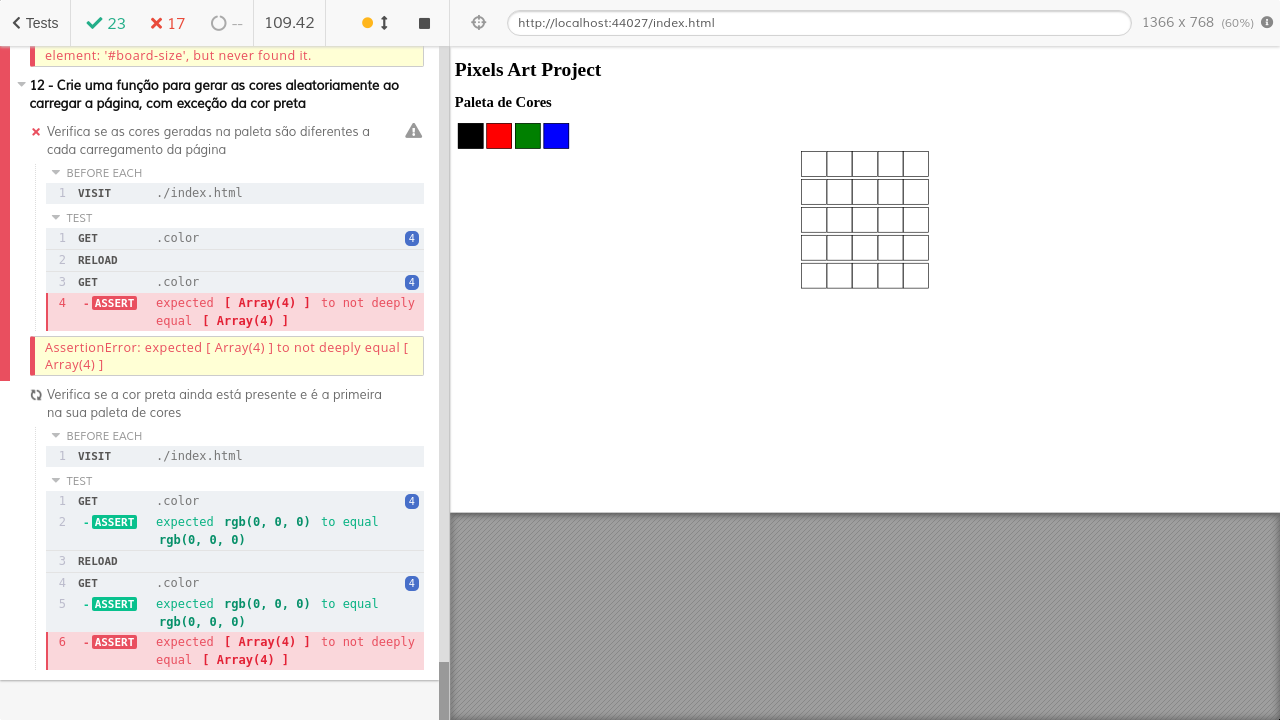 Tests
23
17
--
109.42
http://localhost:44027/index.html
1366 x 768 (60%)
element: '#board-size', but never found it.
12 - Crie uma função para gerar as cores aleatoriamente ao
carregar a página, com exceção da cor preta
Verifica se as cores geradas na paleta são diferentes a
cada carregamento da página
BEFORE EACH
1 VISIT ./index.html
TEST
1 GET .color 4
2 RELOAD
3 GET .color 4
4 -ASSERT expected [ Array(4) ] to not deeply
equal [ Array(4) ]
AssertionError: expected [ Array(4) ] to not deeply equal [
Array(4) ]
Verifica se a cor preta ainda está presente e é a primeira
na sua paleta de cores
BEFORE EACH
1 VISIT ./index.html
TEST
1 GET .color 4
2 -ASSERT expected rgb(0, 0, 0) to equal
rgb(0, 0, 0)
3 RELOAD
4 GET .color 4
5 -ASSERT expected rgb(0, 0, 0) to equal
rgb(0, 0, 0)
6 -ASSERT expected [ Array(4) ] to not deeply
equal [ Array(4) ]
Pixels Art Project
Paleta de Cores